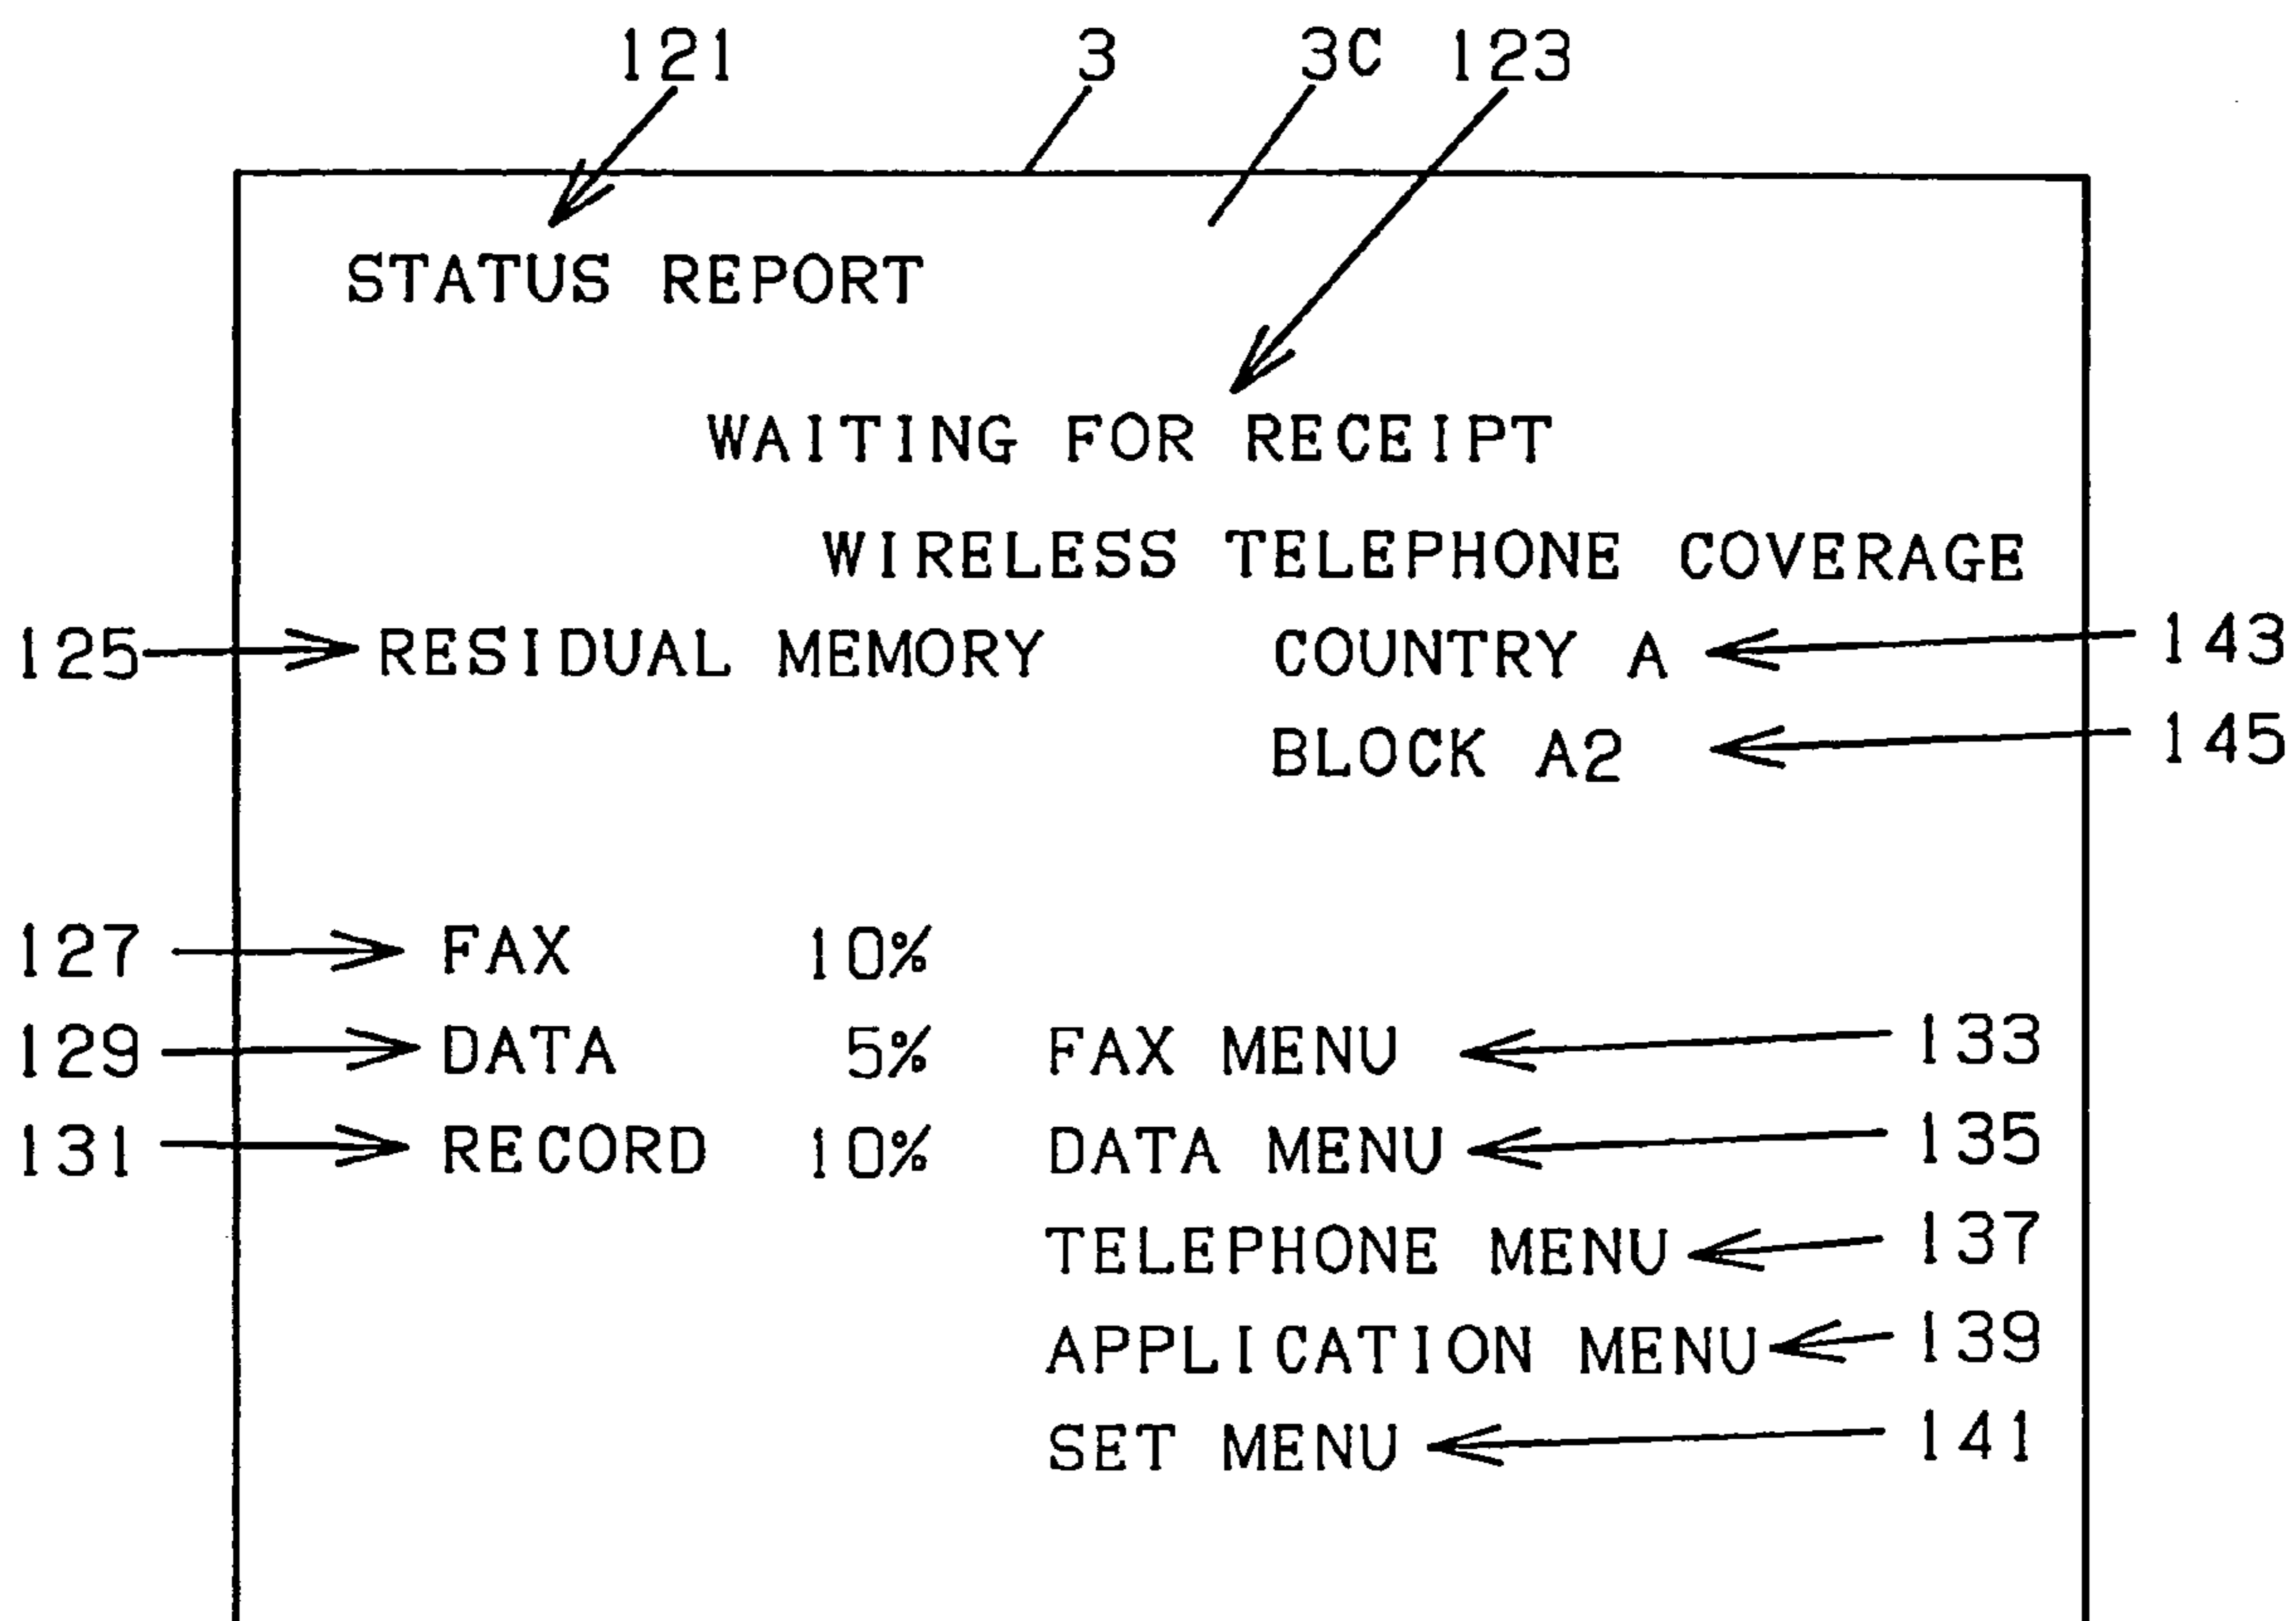 121 3 3C 123
STATUS REPORT
WAITING FOR RECEIPT
WIRELESS TELEPHONE COVERAGE
125 RESIDUAL MEMORY COUNTRY A 143
BLOCK A2 145
127 FAX 10%
129 DATA 5% FAX MENU 133
131 RECORD 10% DATA MENU 135
TELEPHONE MENU 137
APPLICATION MENU 139
SET MENU 141